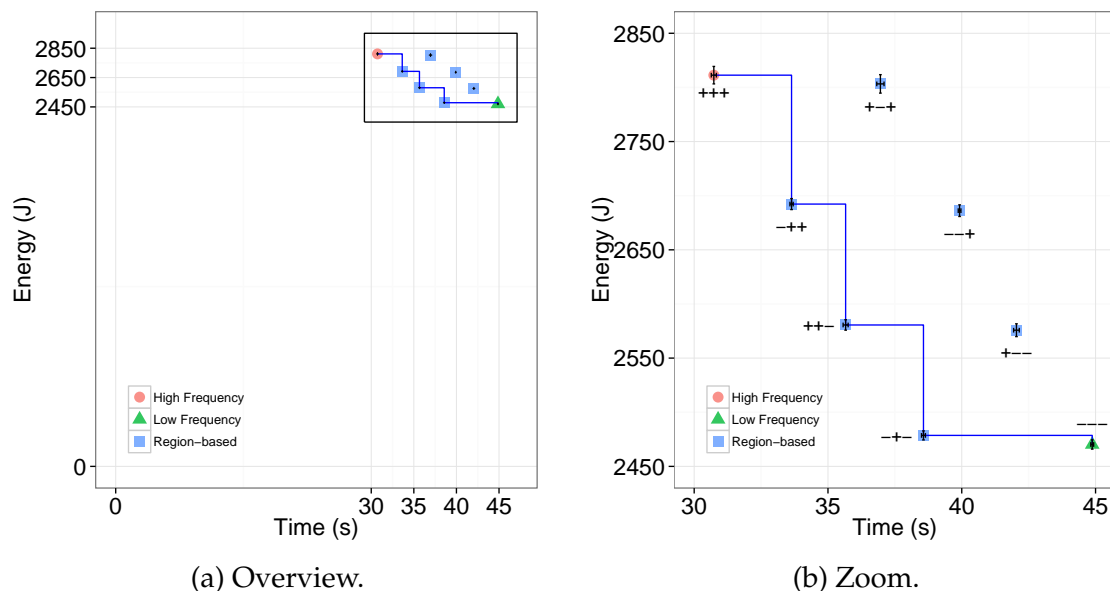 2850
2650
2450
0
Energy (J)
High Frequency
Low Frequency
Region−based
0
30
35
40
45
Time (s)
(a) Overview.
2850
2750
2650
2550
2450
Energy (J)
+++
+−+
−++
−−+
++−
+−−
−+−
−−−
High Frequency
Low Frequency
Region−based
30
35
40
45
Time (s)
(b) Zoom.